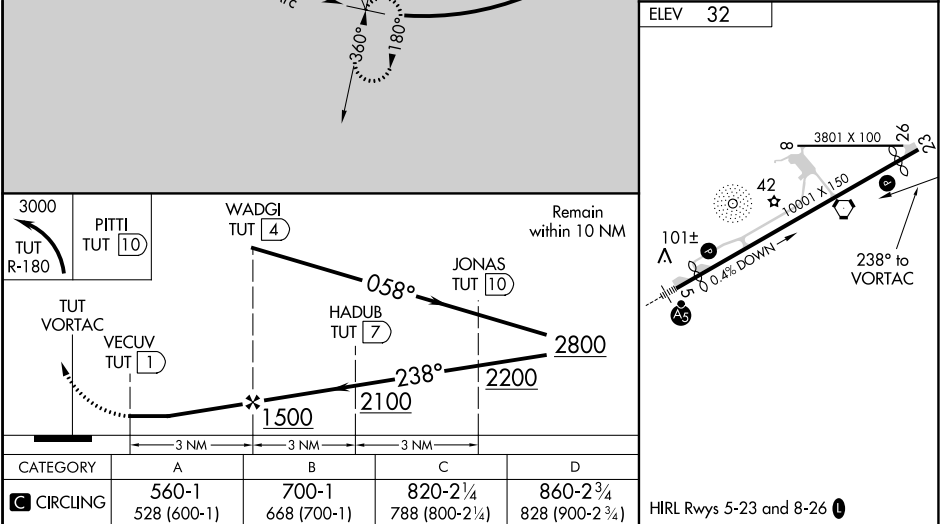 rc
360°
180°
3000
TUT
R-180
PITTI
TUT 10
WADGI
TUT 4
Remain
within 10 NM
058°
JONAS
TUT 10
TUT
VORTAC
VECUV
TUT 1
HADUB
TUT 7
2800
238°
2200
2100
1500
3 NM
3 NM
3 NM
CATEGORY A B C D
C CIRCLING 560-1 700-1 820-2¼ 860-2¾
528 (600-1) 668 (700-1) 788 (800-2¼) 828 (900-2¾)
ELEV 32
8
3801 X 100
26
23
42
10001 X 150
P
101±
P
0.4% DOWN
5
A5
238° to
VORTAC
HIRL Rwys 5-23 and 8-26 L